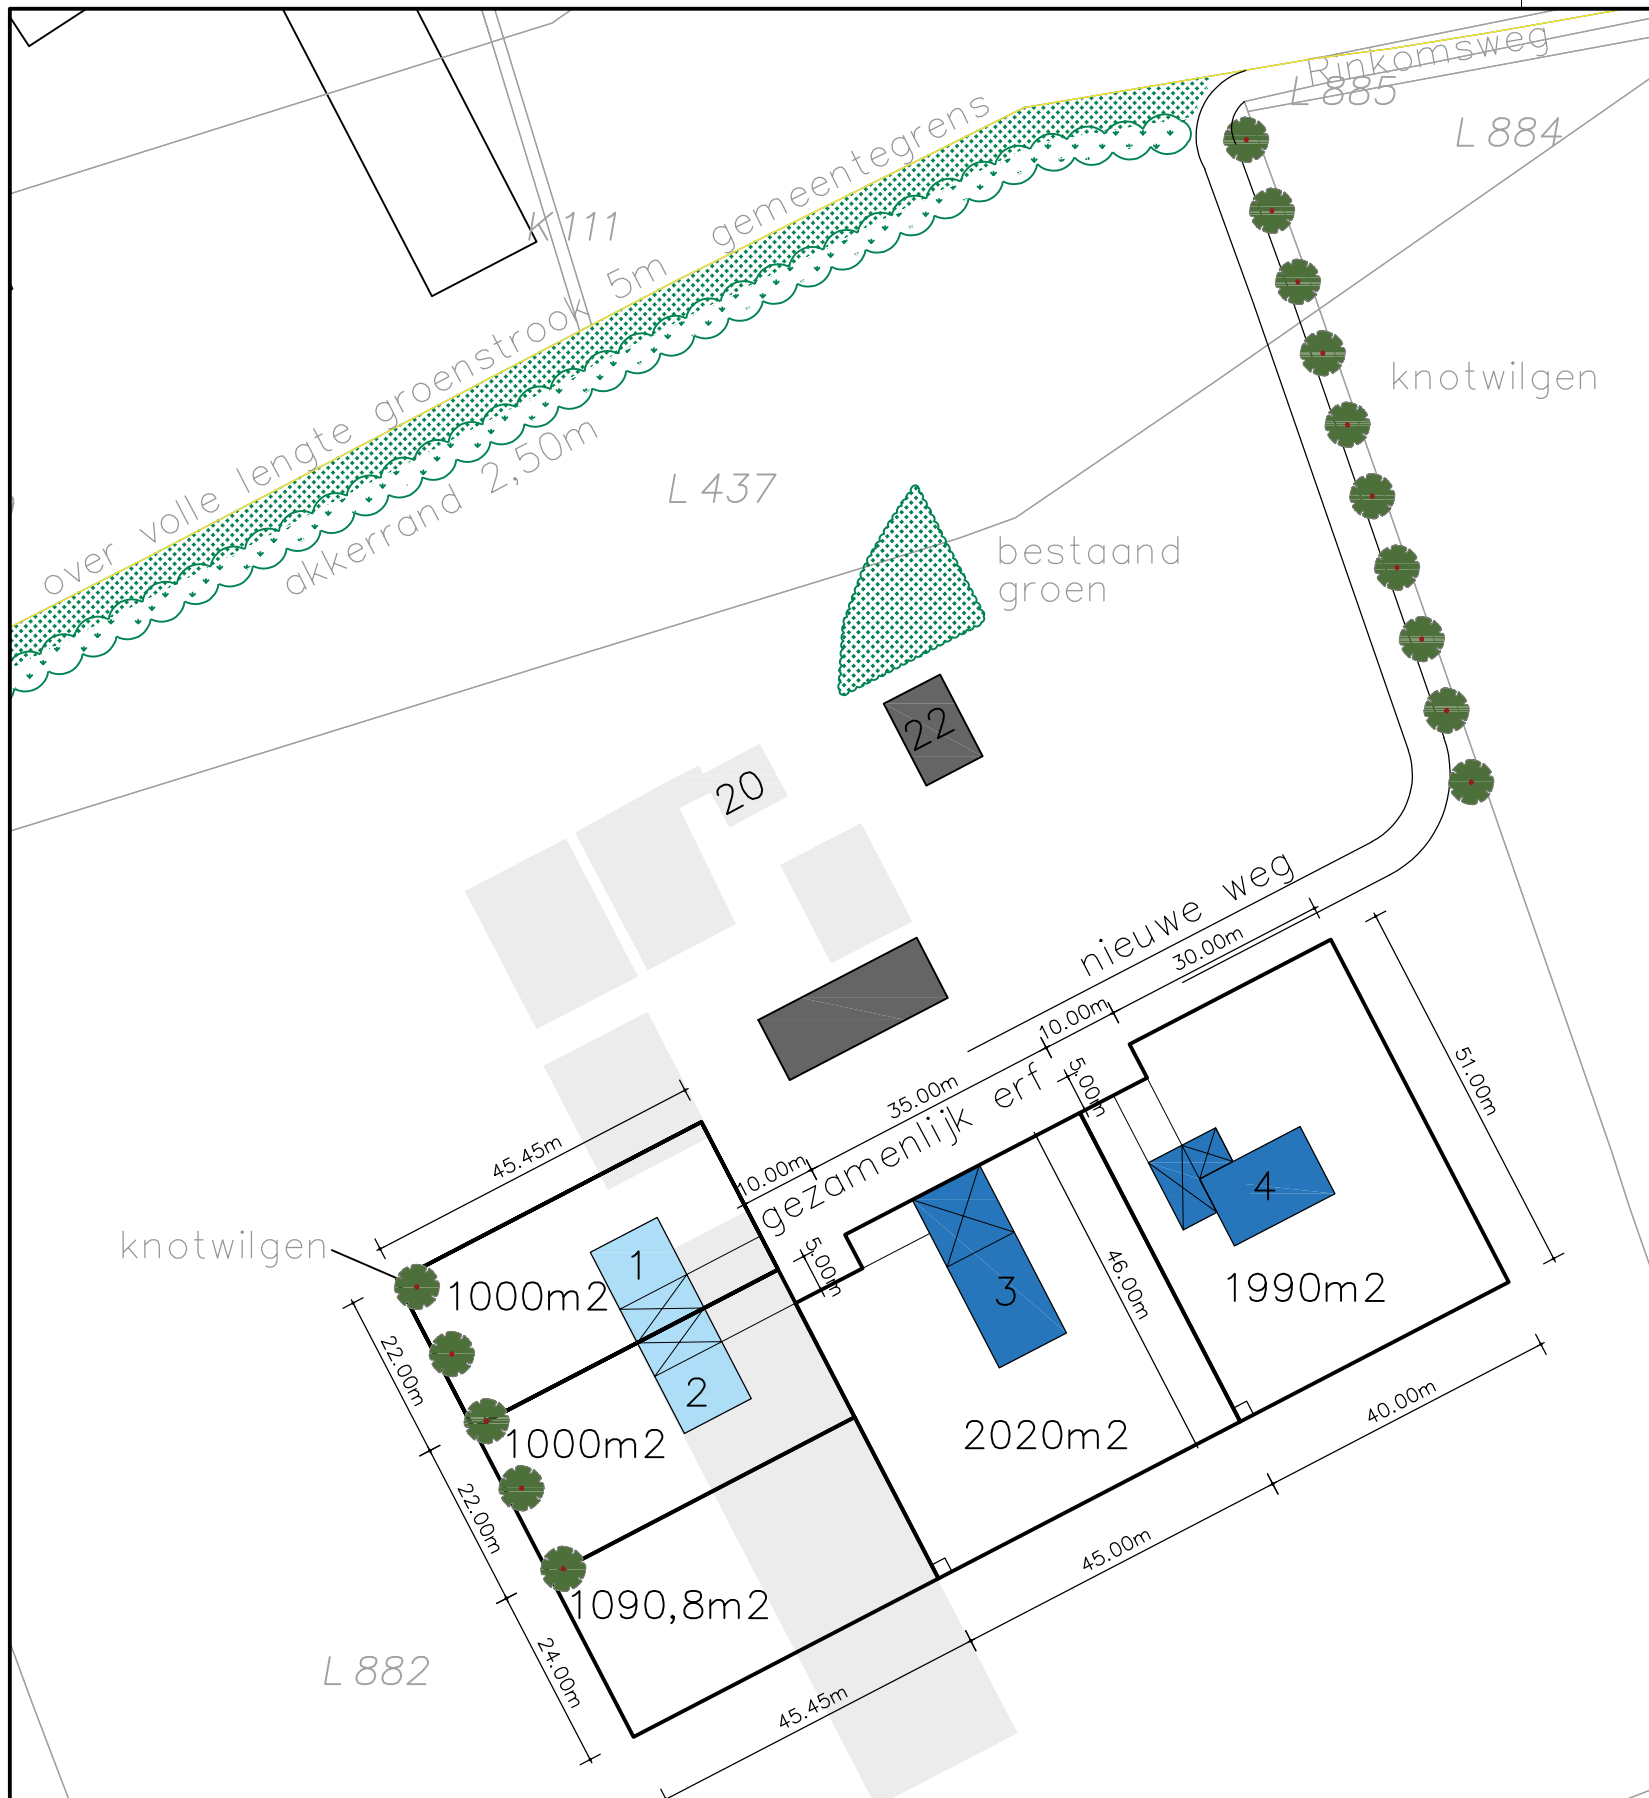 Rinkomsweg
L 885
L 884
K 111
gemeentegrens
over volle lengte groenstrook 5m
akkerrand 2,50m
knotwilgen
L 437
bestaand
groen
22
20
nieuwe weg
30.00m
10.00m
35.00m
gezamenlijk erf
5.00m
51.00m
45.45m
10.00m
knotwilgen
1
4
5.00m
46.00m
3
1000m2
1990m2
22.00m
2
1000m2
2020m2
40.00m
22.00m
45.00m
1090,8m2
24.00m
L 882
45.45m